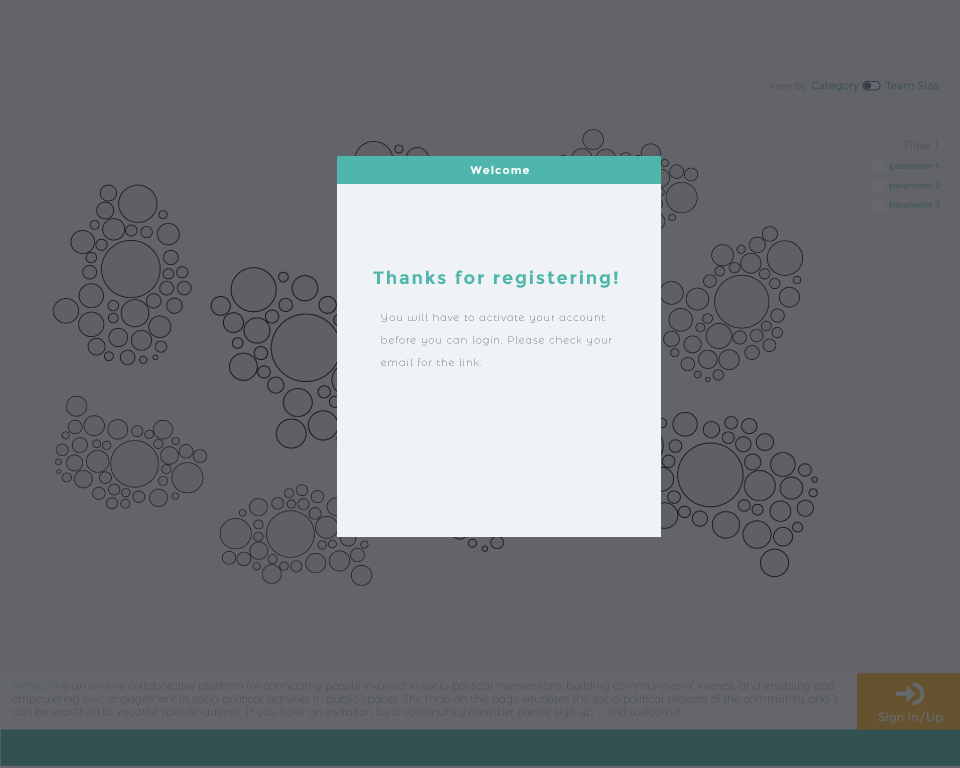 View by Category Team Size
Filter 1
parameter 1
parameter 2
parameter 3
Welcome
Thanks for registering!
You will have to activate your account
before you can login. Please check your
email for the link.
is an on-line collaborative platform for connecting people involved in socio-political interventions, building communities of interest, and enabling and
empowering civic engagement in socio-political activities in public spaces. The map on this page visualises the socio-political projects of the community and it
can be searched to visualise specific queries. If you have an invitation by a community member please sign up ... and welcome!
Sign In/Up